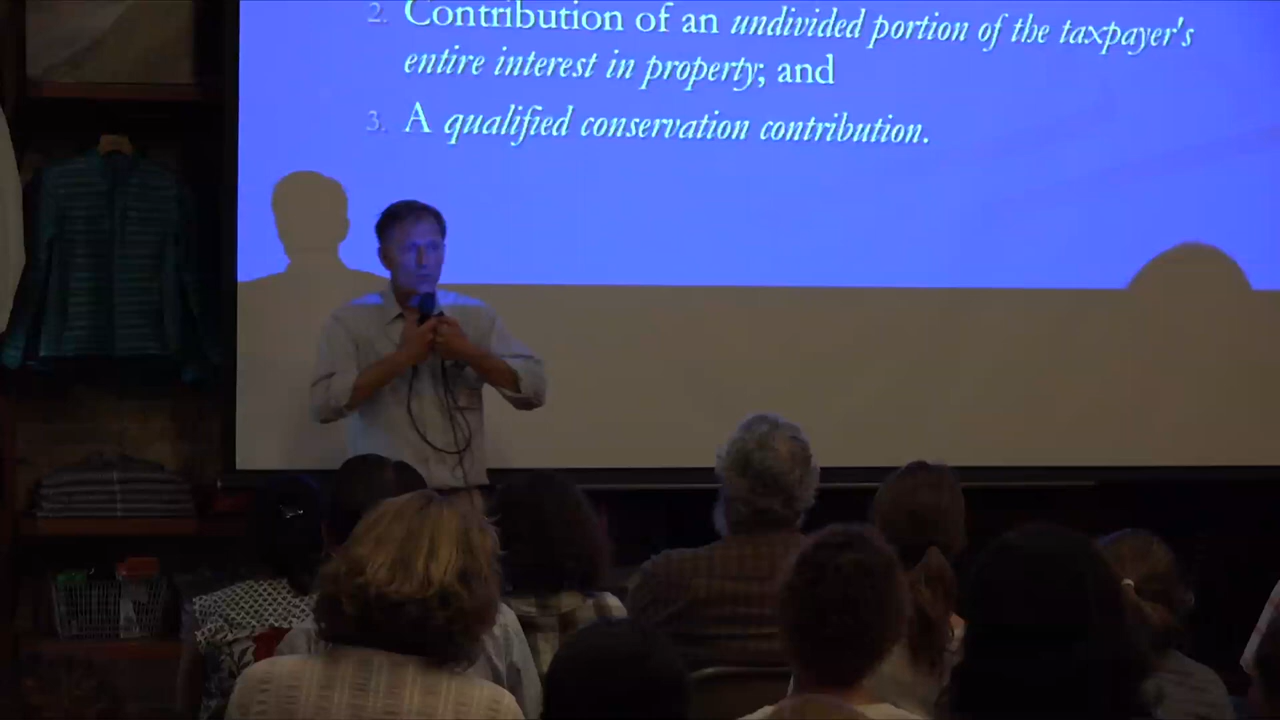 2. Contribution of an undivided portion of the taxpayer's
entire interest in property; and
3. A qualified conservation contribution.